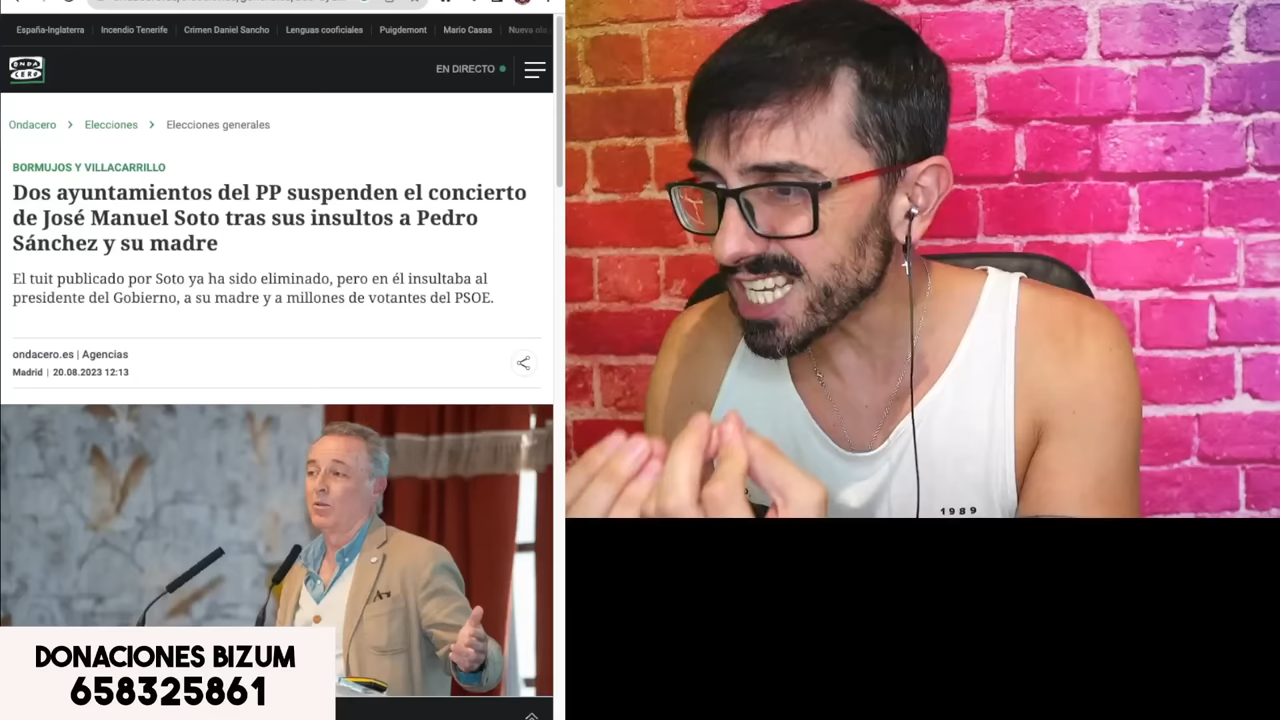 España-Inglaterra Incendio Tenerife Crimen Daniel Sancho Lenguas cooficiales Puigdemont Mario Casas Nueva
ONDA CERO
EN DIRECTO
Ondacero > Elecciones > Elecciones generales
BORMUJOS Y VILLACARRILLO
Dos ayuntamientos del PP suspenden el concierto
de José Manuel Soto tras sus insultos a Pedro
Sánchez y su madre
El tuit publicado por Soto ya ha sido eliminado, pero en él insultaba al
presidente del Gobierno, a su madre y a millones de votantes del PSOE.
ondacero.es | Agencias
Madrid | 20.08.2023 12:13
DONACIONES BIZUM
658325861
1989